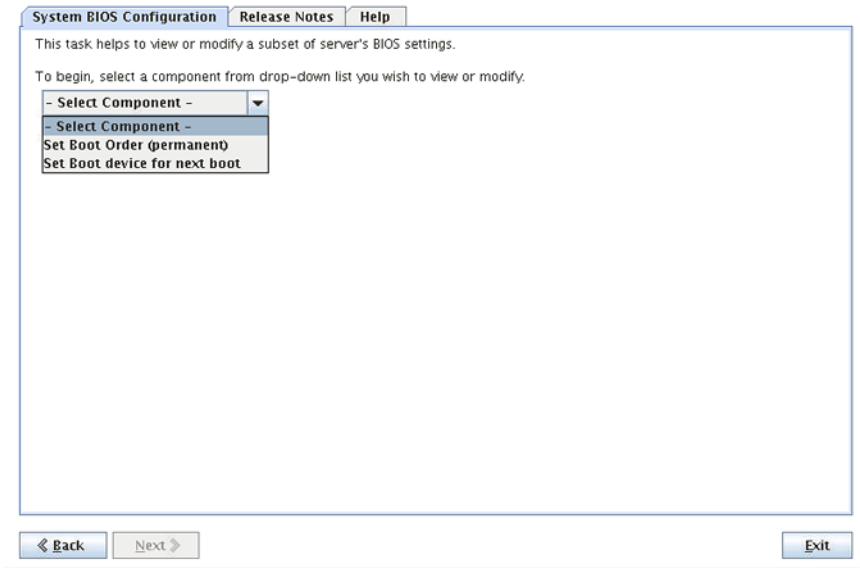 System BIOS Configuration Release Notes Help
This task helps to view or modify a subset of server's BIOS settings.
To begin, select a component from drop-down list you wish to view or modify.
- Select Component -
- Select Component -
Set Boot Order (permanent)
Set Boot device for next boot
Back Next Exit